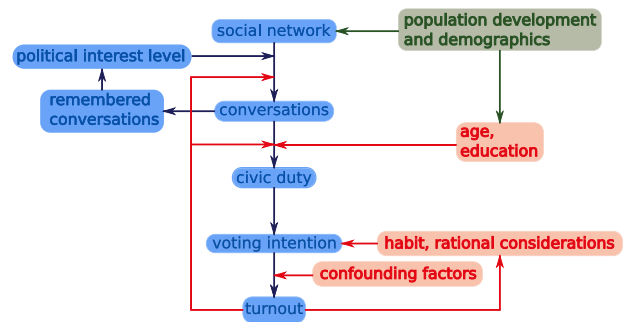 social network
population development
and demographics
political interest level
remembered
conversations
conversations
age,
education
civic duty
voting intention
habit, rational considerations
confounding factors
turnout